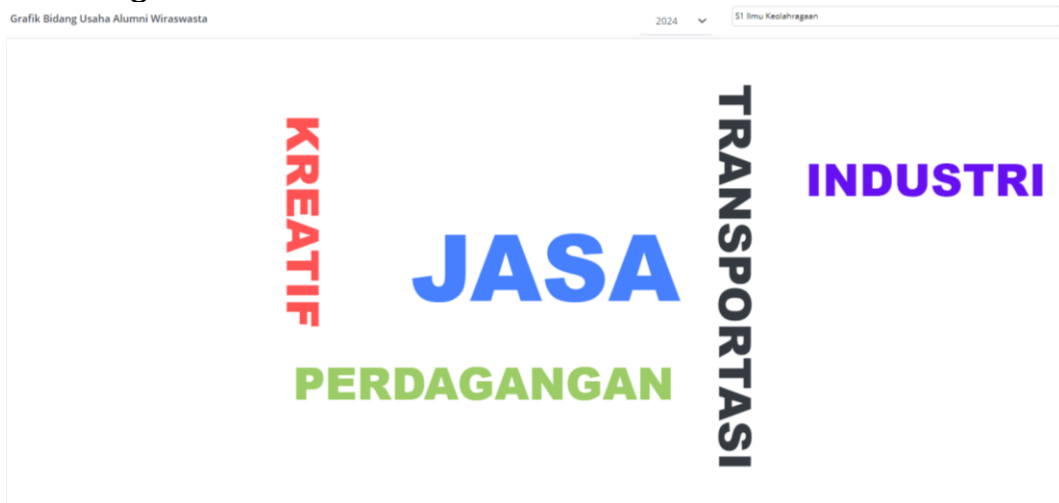 Grafik Bidang Usaha Alumni Wiraswasta
2024
S1 Ilmu Keolahragaan
KREATIF
JASA
PERDAGANGAN
TRANSPORTASI
INDUSTRI